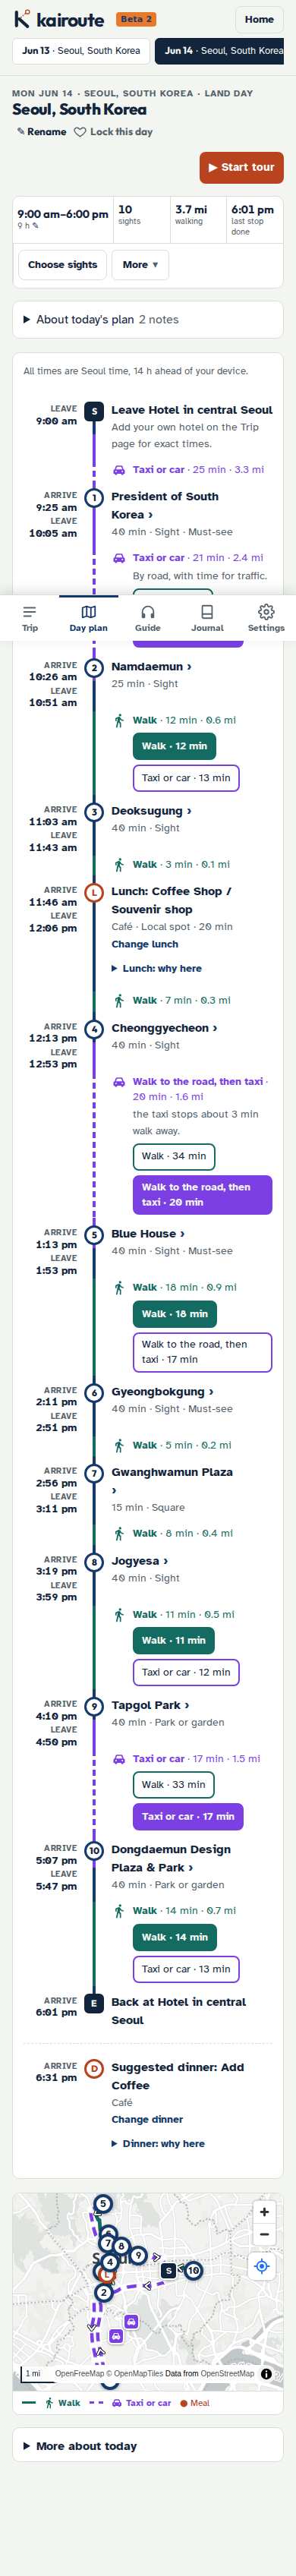 kairoute
Beta 2
Home
Jun 13 · Seoul, South Korea
Jun 14 · Seoul, South Korea
MON JUN 14 · SEOUL, SOUTH KOREA · LAND DAY
Seoul, South Korea
✎ Rename
Lock this day
▶ Start tour
9:00 am–6:00 pm
9 h ✎
10
sights
3.7 mi
walking
6:01 pm
last stop
done
Choose sights
More ▾
▶ About today's plan 2 notes
All times are Seoul time, 14 h ahead of your device.
LEAVE
9:00 am
S
Leave Hotel in central Seoul
Add your own hotel on the Trip
page for exact times.
Taxi or car · 25 min · 3.3 mi
ARRIVE
9:25 am
LEAVE
10:05 am
1
President of South
Korea ›
40 min · Sight · Must-see
Taxi or car · 21 min · 2.4 mi
By road, with time for traffic.
Trip
Day plan
Guide
Journal
Settings
ARRIVE
10:26 am
LEAVE
10:51 am
2
Namdaemun ›
25 min · Sight
Walk · 12 min · 0.6 mi
Walk · 12 min
Taxi or car · 13 min
ARRIVE
11:03 am
LEAVE
11:43 am
3
Deoksugung ›
40 min · Sight
Walk · 3 min · 0.1 mi
ARRIVE
11:46 am
LEAVE
12:06 pm
L
Lunch: Coffee Shop /
Souvenir shop
Café · Local spot · 20 min
Change lunch
▶ Lunch: why here
Walk · 7 min · 0.3 mi
ARRIVE
12:13 pm
LEAVE
12:53 pm
4
Cheonggyecheon ›
40 min · Sight
Walk to the road, then taxi ·
20 min · 1.6 mi
the taxi stops about 3 min
walk away.
Walk · 34 min
Walk to the road, then
taxi · 20 min
ARRIVE
1:13 pm
LEAVE
1:53 pm
5
Blue House ›
40 min · Sight · Must-see
Walk · 18 min · 0.9 mi
Walk · 18 min
Walk to the road, then
taxi · 17 min
ARRIVE
2:11 pm
LEAVE
2:51 pm
6
Gyeongbokgung ›
40 min · Sight · Must-see
Walk · 5 min · 0.2 mi
ARRIVE
2:56 pm
LEAVE
3:11 pm
7
Gwanghwamun Plaza
›
15 min · Square
Walk · 8 min · 0.4 mi
ARRIVE
3:19 pm
LEAVE
3:59 pm
8
Jogyesa ›
40 min · Sight
Walk · 11 min · 0.5 mi
Walk · 11 min
Taxi or car · 12 min
ARRIVE
4:10 pm
LEAVE
4:50 pm
9
Tapgol Park ›
40 min · Park or garden
Taxi or car · 17 min · 1.5 mi
Walk · 33 min
Taxi or car · 17 min
ARRIVE
5:07 pm
LEAVE
5:47 pm
10
Dongdaemun Design
Plaza & Park ›
40 min · Park or garden
Walk · 14 min · 0.7 mi
Walk · 14 min
Taxi or car · 13 min
ARRIVE
6:01 pm
E
Back at Hotel in central
Seoul
ARRIVE
6:31 pm
D
Suggested dinner: Add
Coffee
Café
Change dinner
▶ Dinner: why here
5
7
8
4
9
S
10
2
+
−
1 mi
OpenFreeMap © OpenMapTiles Data from OpenStreetMap
Walk
Taxi or car
Meal
▶ More about today